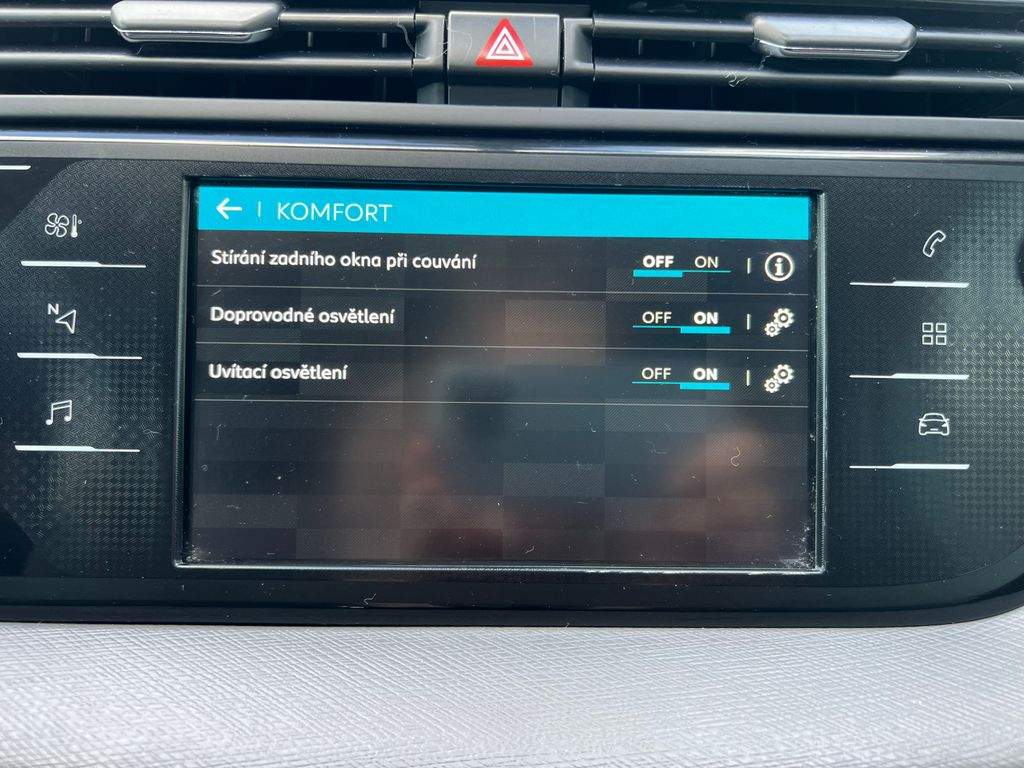 KOMFORT
Stírání zadního okna při couvání OFF ON
Doprovodné osvětlení OFF ON
Uvítací osvětlení OFF ON
N